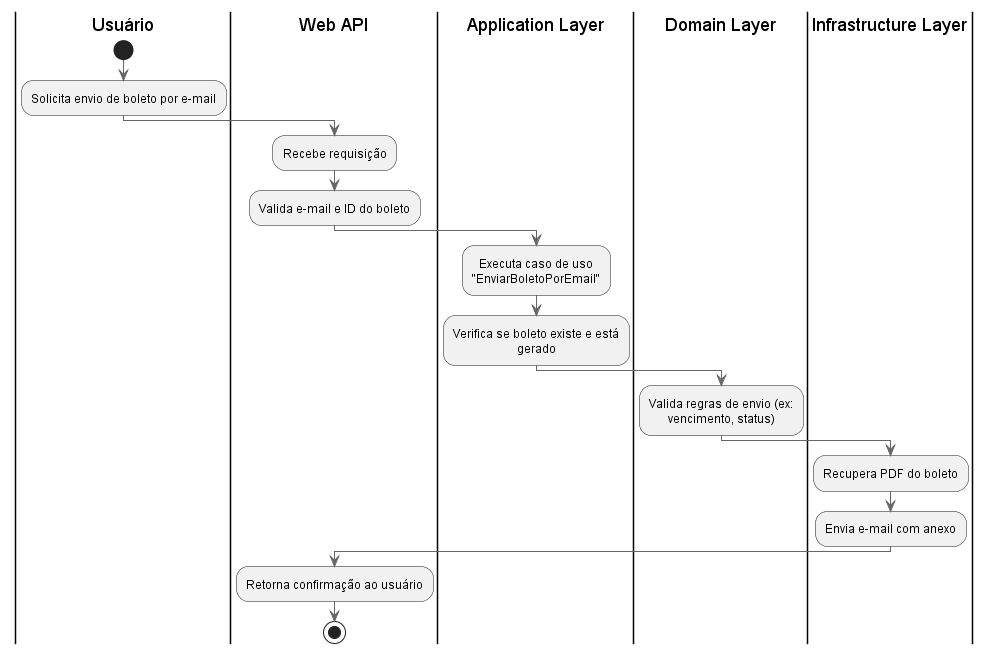 Usuário
Web API
Application Layer
Domain Layer
Infrastructure Layer
Solicita envio de boleto por e-mail
Recebe requisição
Valida e-mail e ID do boleto
Executa caso de uso
"EnviarBoletoPorEmail"
Verifica se boleto existe e está
gerado
Valida regras de envio (ex:
vencimento, status)
Recupera PDF do boleto
Envia e-mail com anexo
Retorna confirmação ao usuário